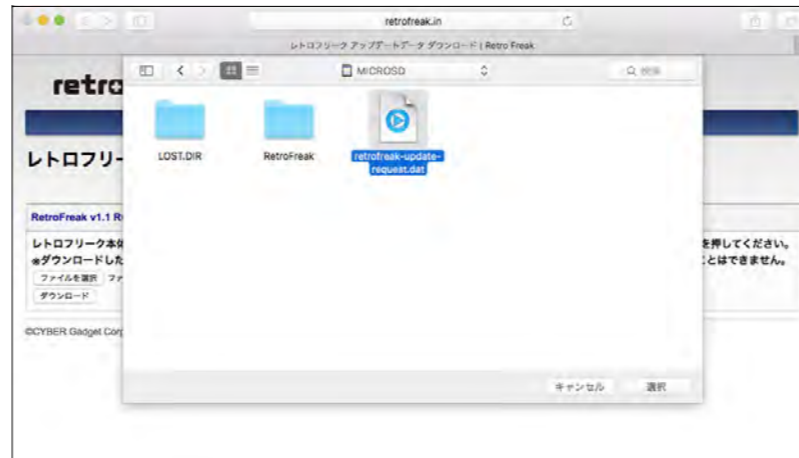 retrofreak.in
レトロフリーク アップデートデータ ダウンロード | Retro Freak
MICROSD
検索
retro
LOST.DIR
RetroFreak
retrofreak-update-
request.dat
レトロフリー
RetroFreak v1.1 R
レトロフリーク本体
を押してください。
※ダウンロードした
ことはできません。
ファイルを選択 ファ
ダウンロード
©CYBER Gadget Corp
キャンセル 選択